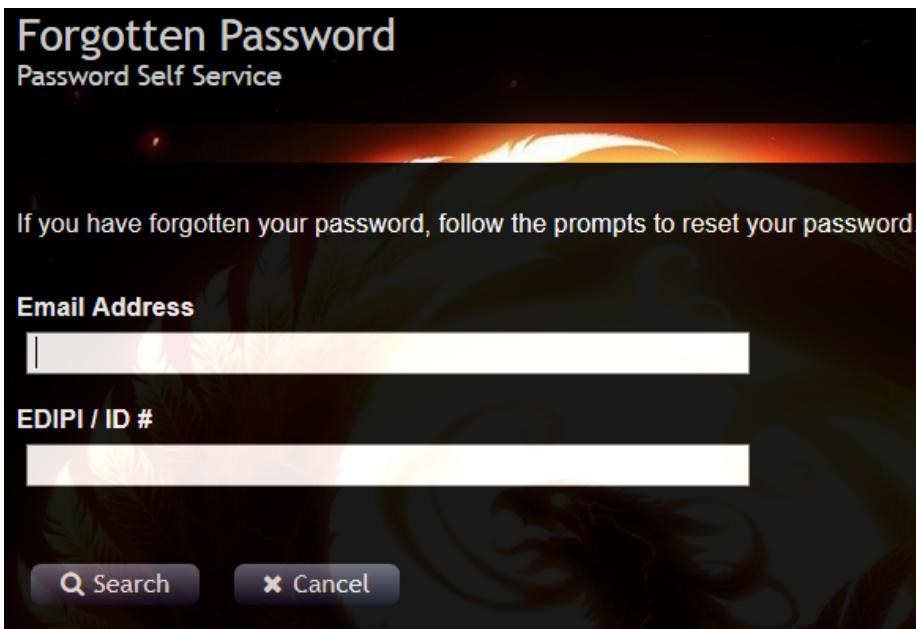 Forgotten Password
Password Self Service
If you have forgotten your password, follow the prompts to reset your password.
Email Address
EDIPI / ID #
Search
Cancel